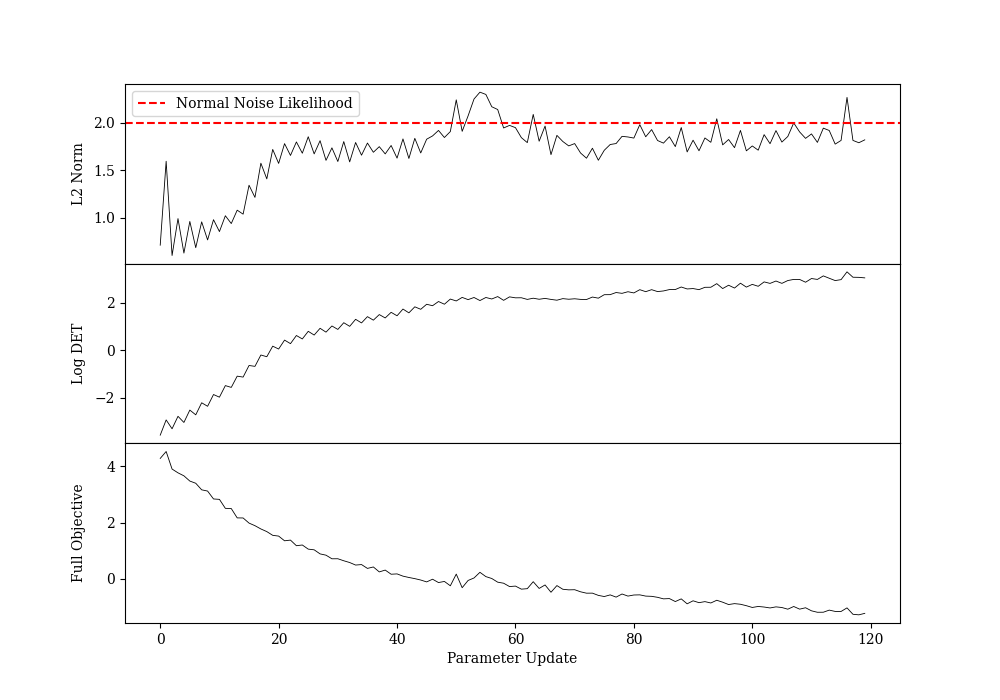 Normal Noise Likelihood
2.0
1.5
1.0
L2 Norm
2
0
−2
Log DET
4
2
0
Full Objective
0 20 40 60 80 100 120
Parameter Update